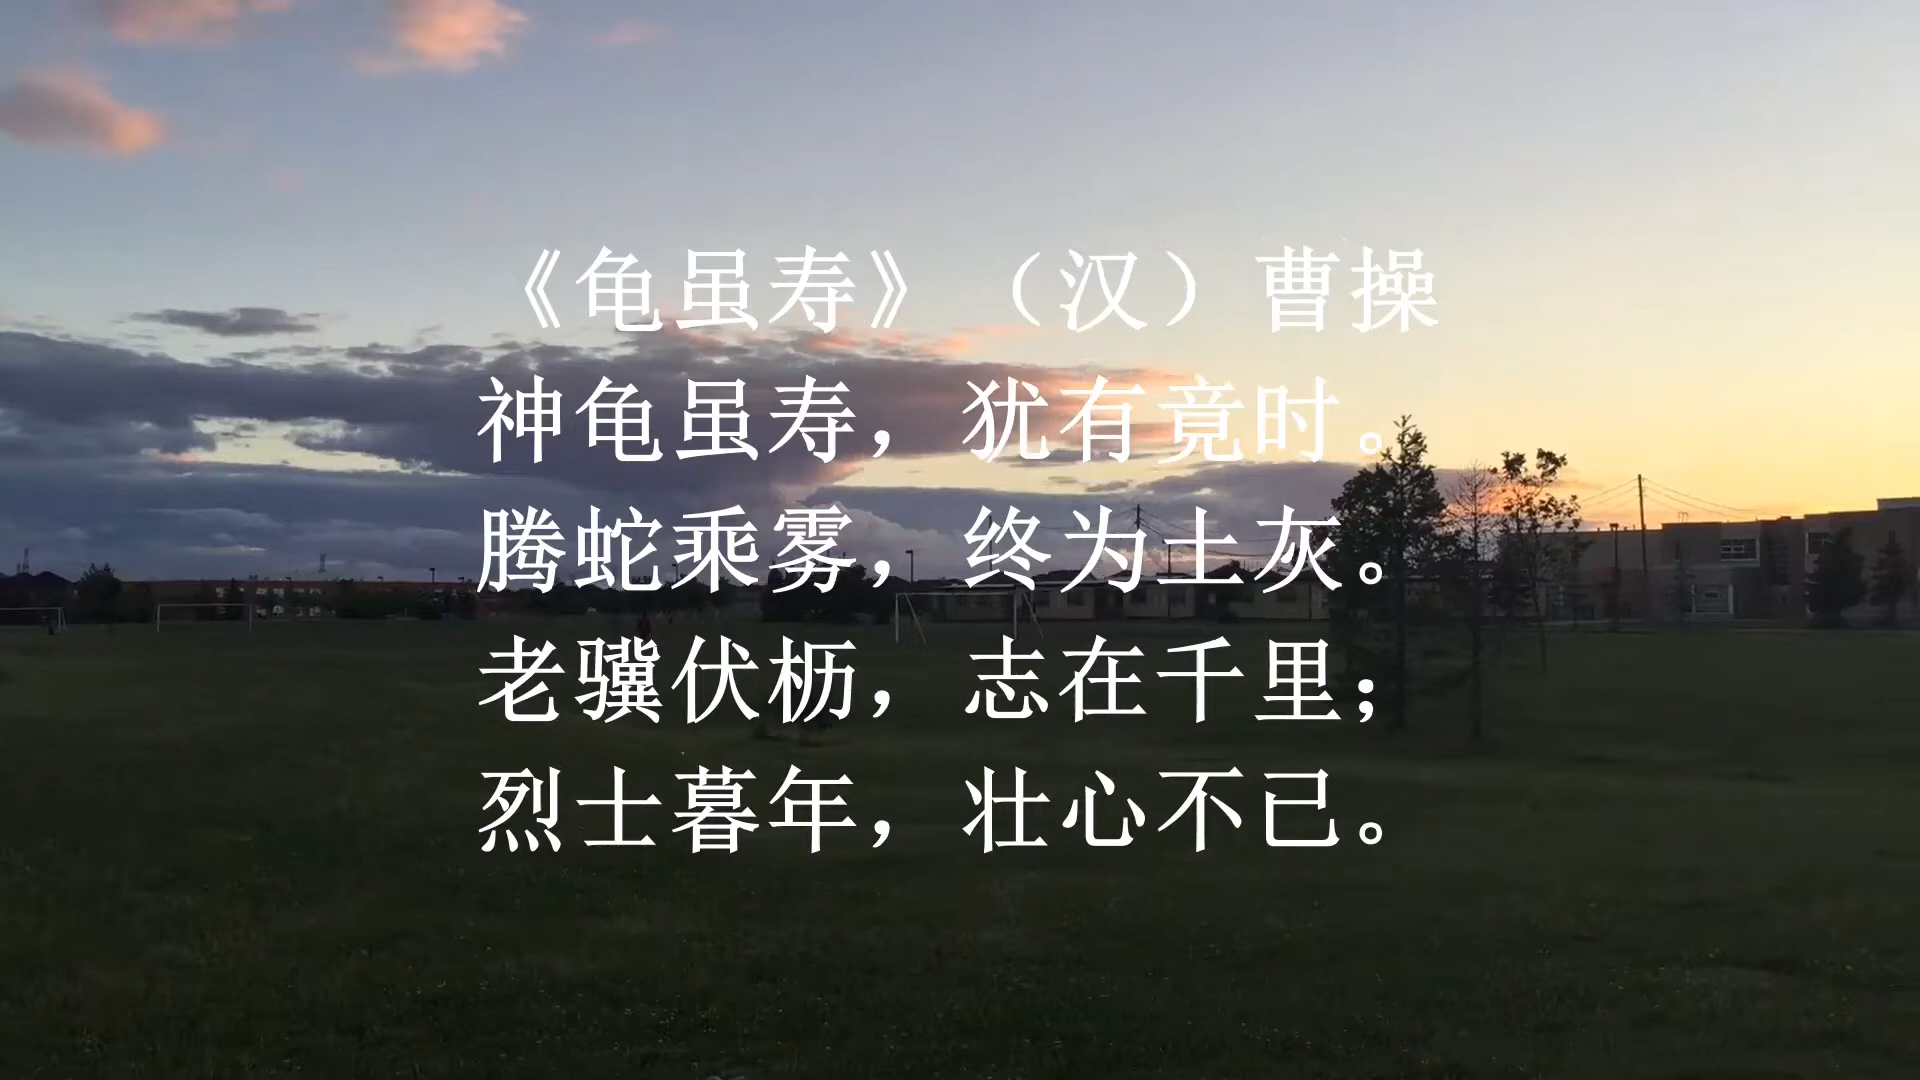 《龟虽寿》（汉）曹操
神龟虽寿，犹有竟时。
腾蛇乘雾，终为土灰。
老骥伏枥，志在千里；
烈士暮年，壮心不已。